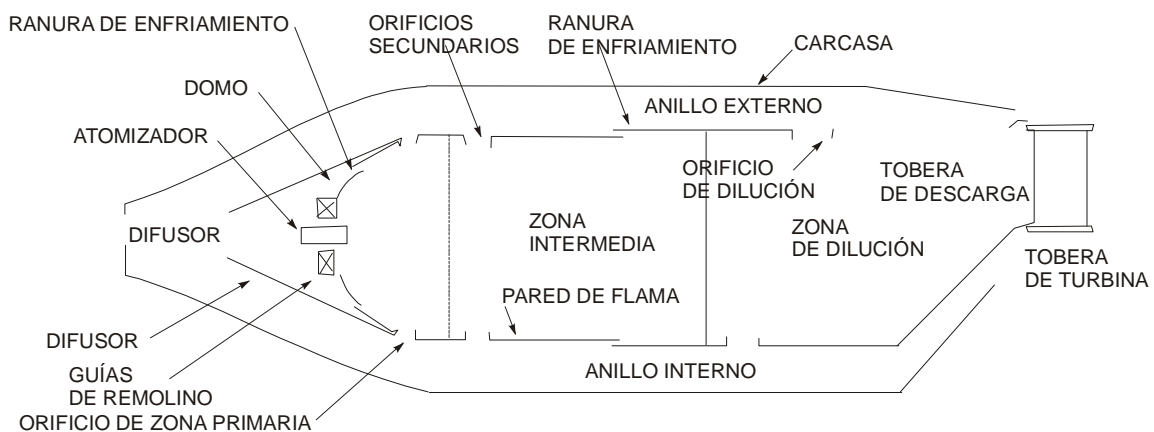 RANURA DE ENFRIAMIENTO
ORIFICIOS
SECUNDARIOS
RANURA
DE ENFRIAMIENTO
CARCASA
DOMO
ANILLO EXTERNO
ATOMIZADOR
ORIFICIO
DE DILUCIÓN
TOBERA
DE DESCARGA
DIFUSOR
ZONA
INTERMEDIA
ZONA
DE DILUCIÓN
TOBERA
DE TURBINA
PARED DE FLAMA
DIFUSOR
ANILLO INTERNO
GUÍAS
DE REMOLINO
ORIFICIO DE ZONA PRIMARIA